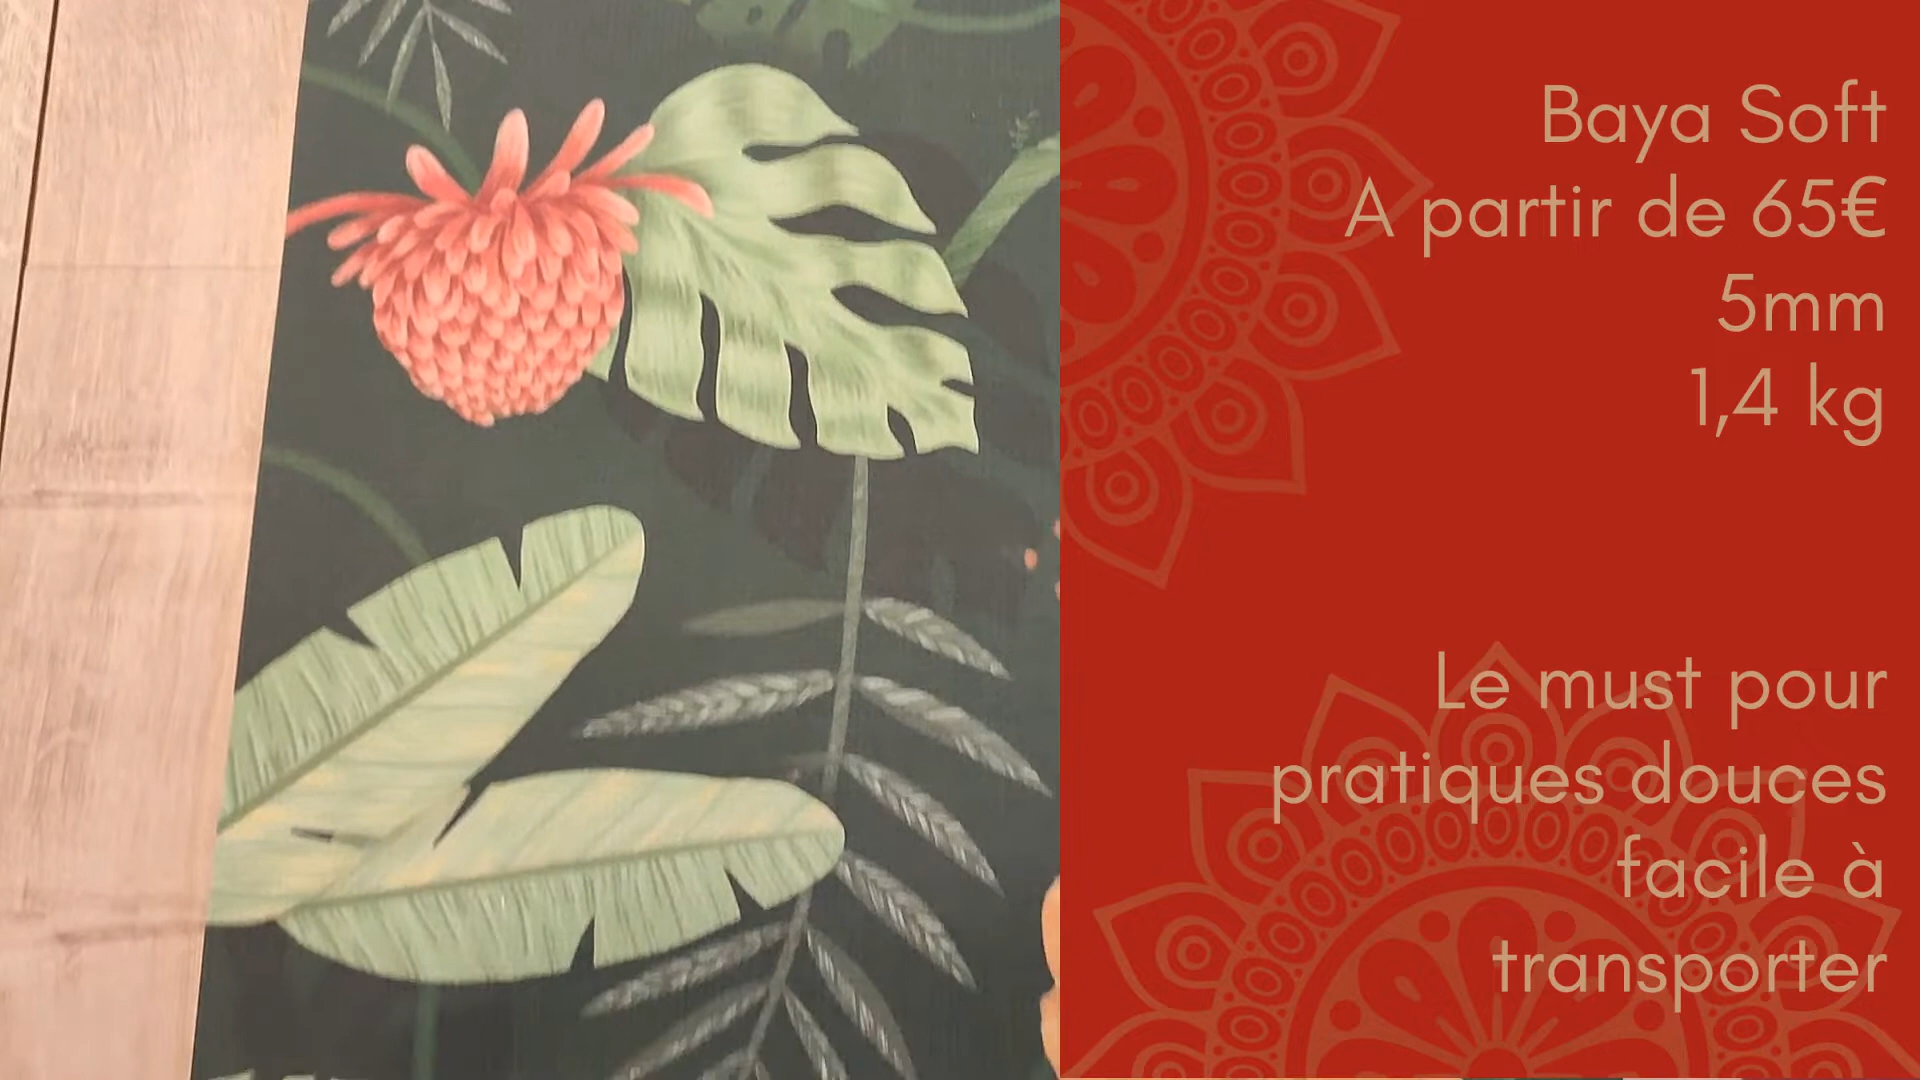 Baya Soft
A partir de 65€
5mm
1,4 kg
Le must pour
pratiques douces
facile à
transporter